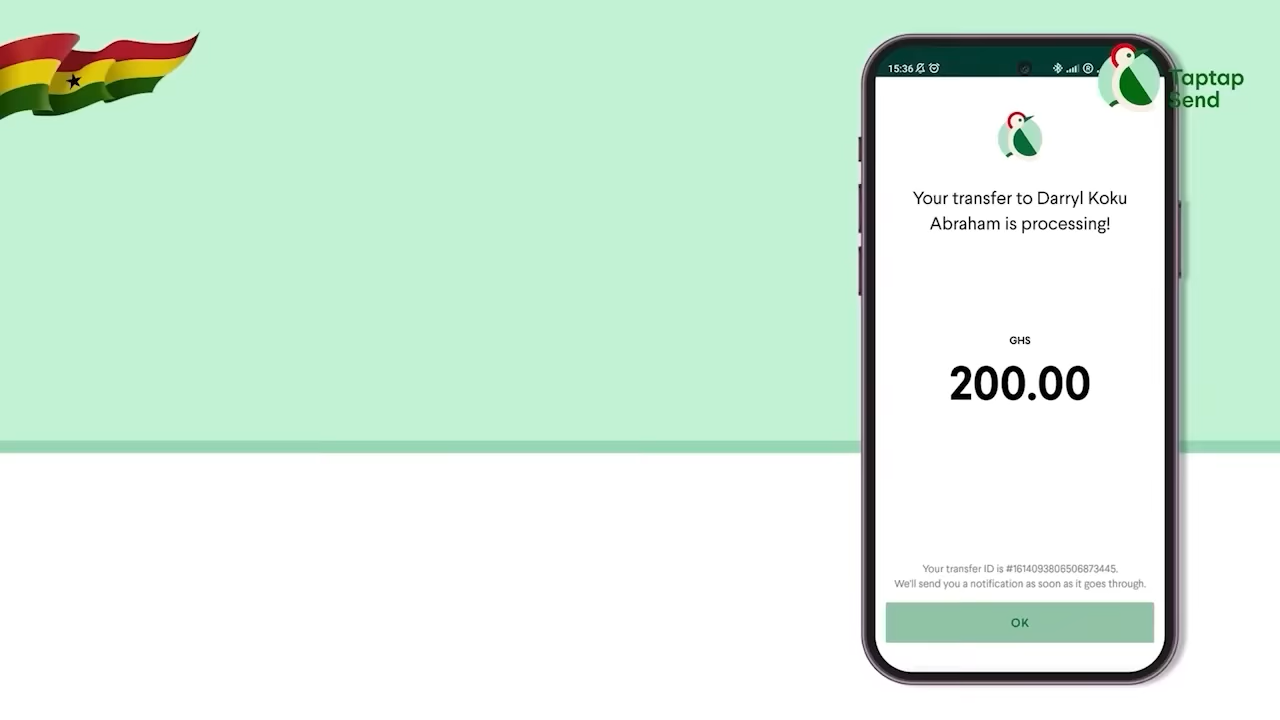 15:36
Taptap
Send
Your transfer to Darryl Koku
Abraham is processing!
GHS
200.00
Your transfer ID is #1614093806506873445.
We'll send you a notification as soon as it goes through.
OK